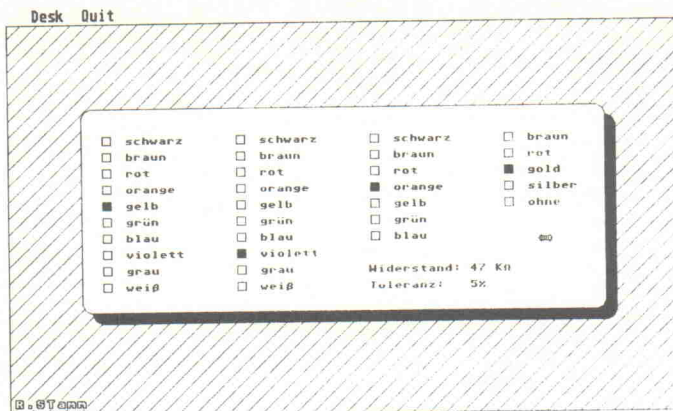 Desk Quit
schwarz schwarz schwarz braun
braun braun braun rot
rot rot rot gold
orange orange orange silber
gelb gelb gelb ohne
grün grün grün
blau blau blau
violett violett
grau grau Widerstand: 47 KΩ
weiß weiß Toleranz: 5%
R.STamm